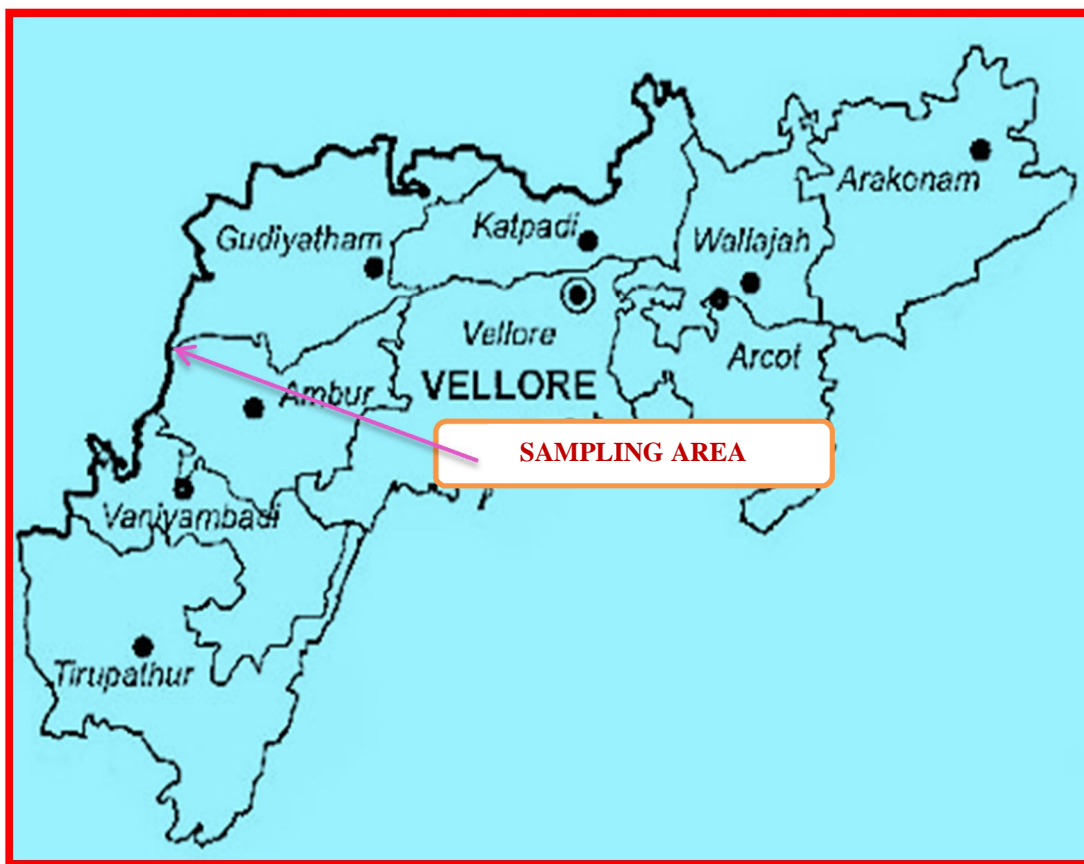 Arakonam
Gudiyatham
Katpadi
Wallajah
Vellore
Arcot
VELLORE
Ambur
SAMPLING AREA
Vaniyambadi
Tirupathur